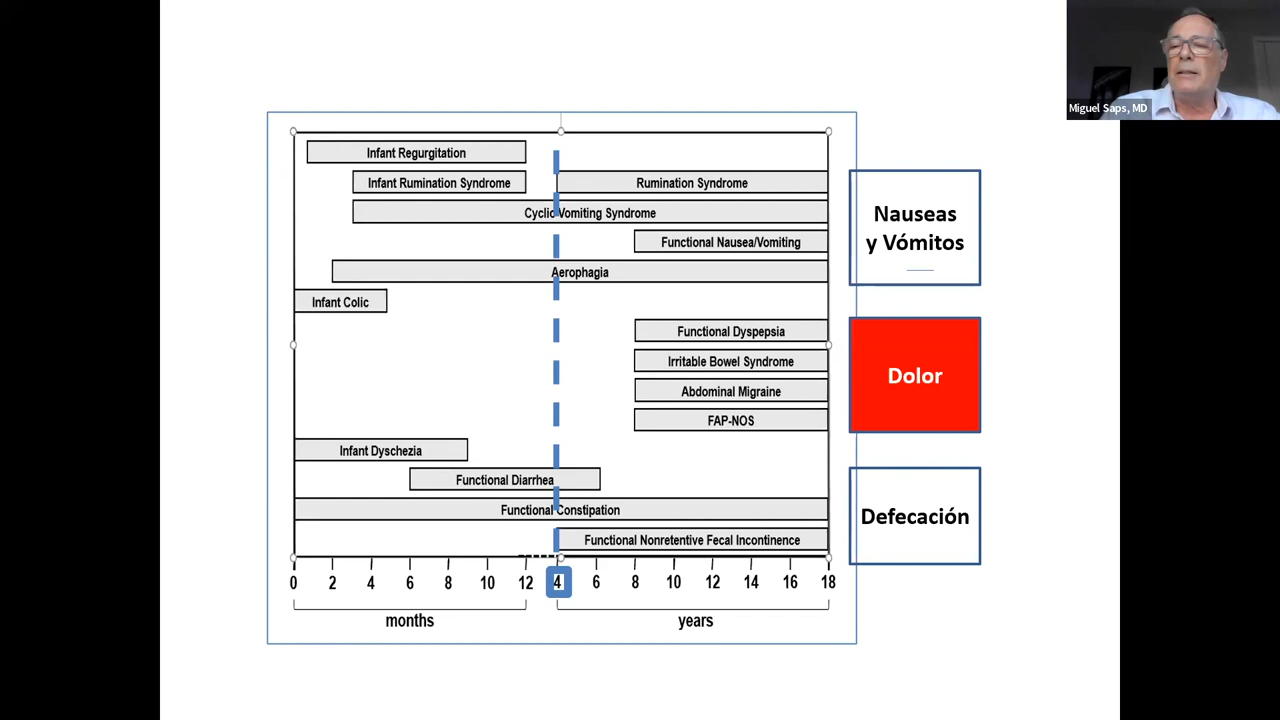 Miguel Saps, MD
Infant Regurgitation
Infant Rumination Syndrome
Rumination Syndrome
Cyclic Vomiting Syndrome
Functional Nausea/Vomiting
Aerophagia
Infant Colic
Functional Dyspepsia
Irritable Bowel Syndrome
Abdominal Migraine
FAP-NOS
Infant Dyschezia
Functional Diarrhea
Functional Constipation
Functional Nonretentive Fecal Incontinence
0 2 4 6 8 10 12 4 6 8 10 12 14 16 18
months years
Nauseas
y Vómitos
Dolor
Defecación